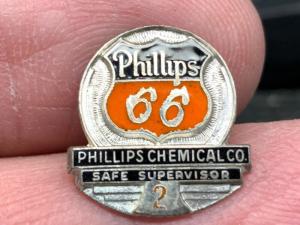 Phillips
66
PHILLIPS CHEMICAL CO.
SAFE SUPERVISOR
2